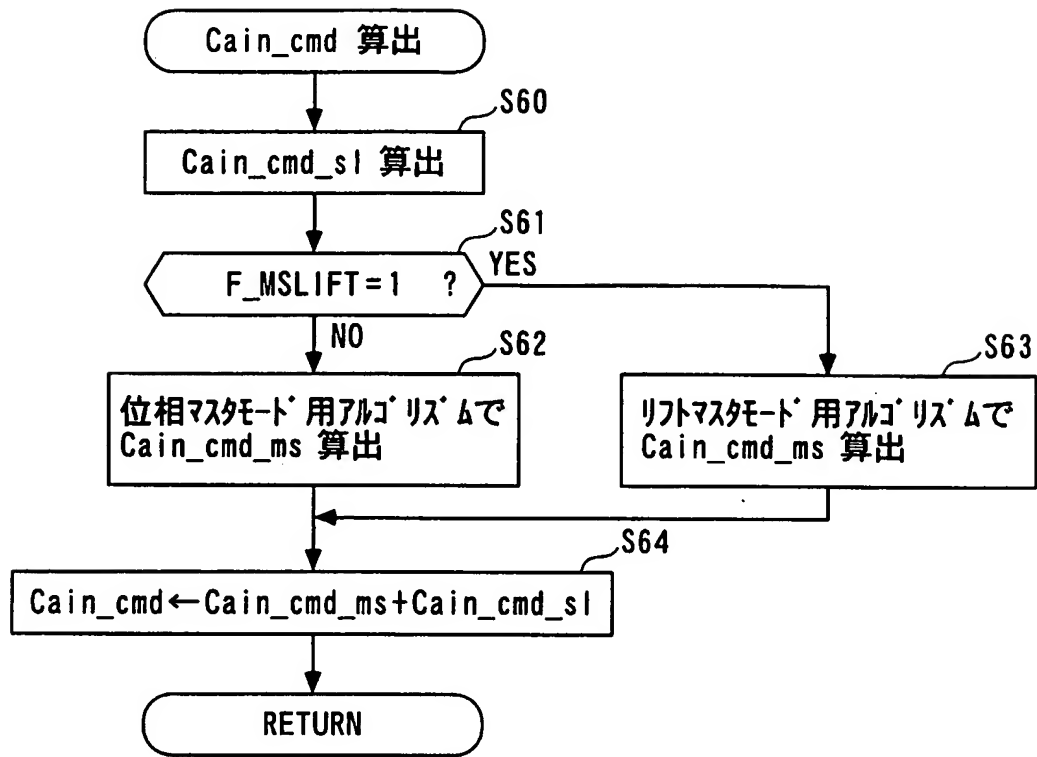 Cain_cmd 算出
S60
Cain_cmd_sl 算出
S61
F_MSLIFT=1 ?
YES
NO
S62
位相マスタモード用アルゴリズムで
Cain_cmd_ms 算出
S63
リフトマスタモード用アルゴリズムで
Cain_cmd_ms 算出
S64
Cain_cmd←Cain_cmd_ms+Cain_cmd_sl
RETURN